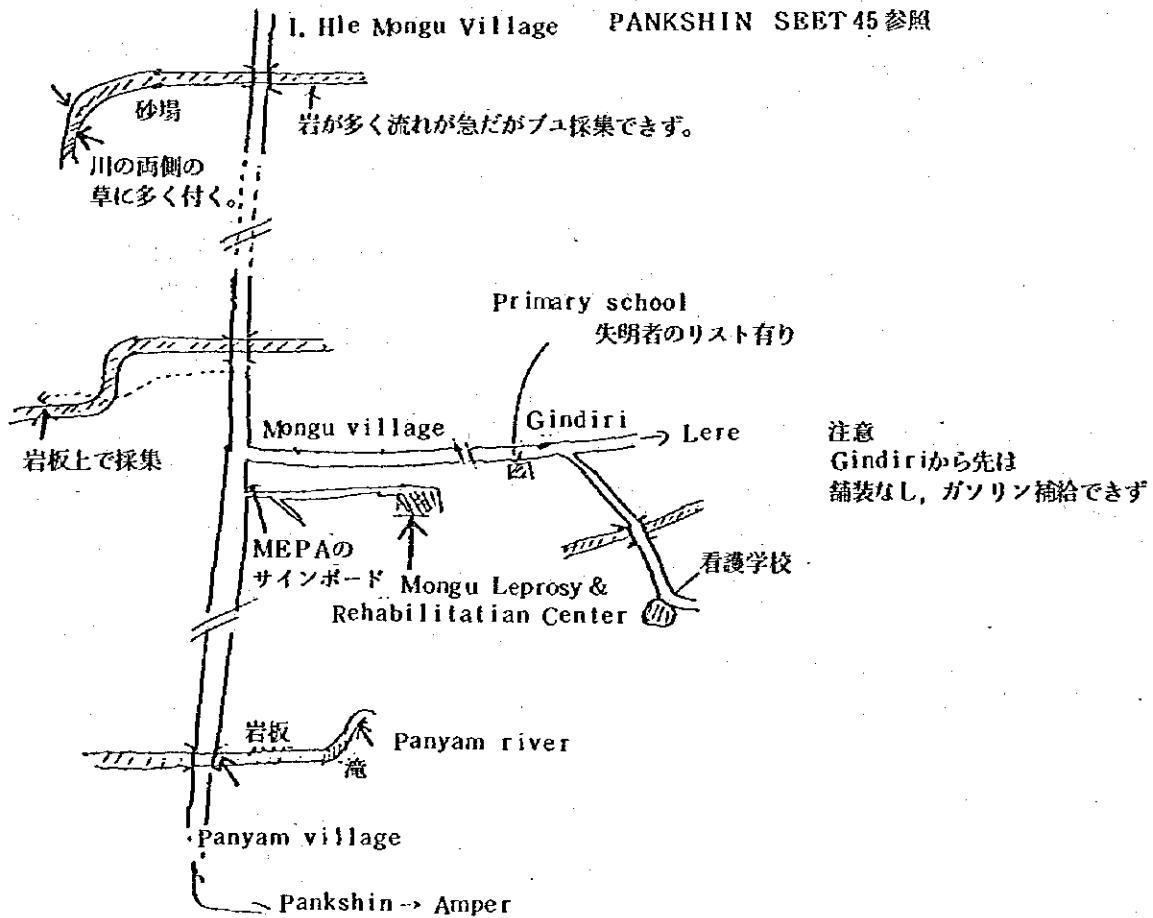 I. Hle Mongu Village PANKSHIN SEET 45参照
砂場
岩が多く流れが急だがブユ採集できず。
川の両側の
草に多く付く。
Primary school
失明者のリスト有り
Mongu village
Gindiri
Lere
岩板上で採集
注意
Gindiriから先は
舗装なし，ガソリン補給できず
MEPAの
サインボード
Mongu Leprosy &
Rehabilitatian Center
看護学校
岩板
Panyam river
滝
Panyam village
Pankshin --> Amper